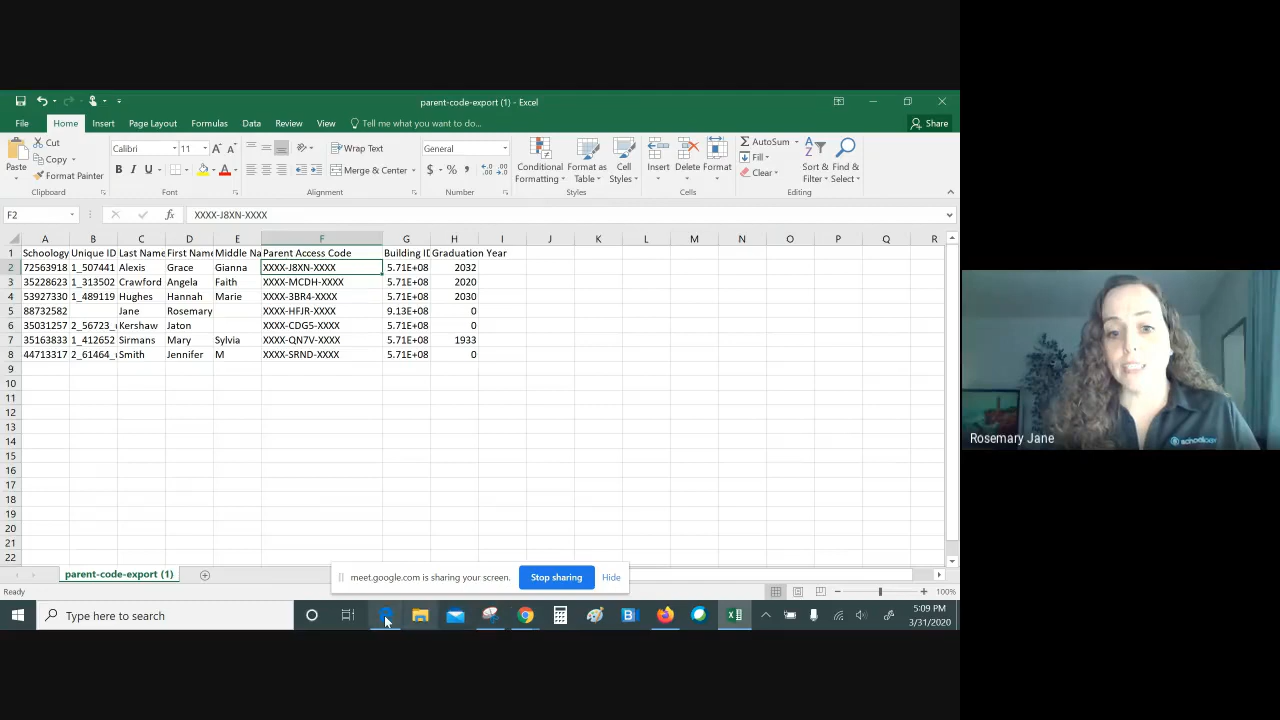 parent-code-export (1) - Excel
File Home Insert Page Layout Formulas Data Review View Tell me what you want to do... Share
Paste Cut Copy Format Painter Clipboard
Calibri 11 A A B I U A Font
Wrap Text Merge & Center Alignment
General $ % , Number
Conditional Formatting Format as Table Cell Styles Styles
Insert Delete Format Cells
AutoSum Fill Clear Sort & Filter Find & Select Editing
F2 fx XXXX-J8XN-XXXX
A B C D E F G H I J K L M N O P Q R
1 Schoology Unique ID Last Name First Name Middle Na Parent Access Code Building ID Graduation Year
2 72563918 1_507441 Alexis Grace Gianna XXXX-J8XN-XXXX 5.71E+08 2032
3 35228623 1_313502 Crawford Angela Faith XXXX-MCDH-XXXX 5.71E+08 2020
4 53927330 1_489119 Hughes Hannah Marie XXXX-3BR4-XXXX 5.71E+08 2030
5 88732582 Jane Rosemary XXXX-HFJR-XXXX 9.13E+08 0
6 35031257 2_56723_ Kershaw Jaton XXXX-CDG5-XXXX 5.71E+08 0
7 35163833 1_412652 Sirmans Mary Sylvia XXXX-QN7V-XXXX 5.71E+08 1933
8 44713317 2_61464_ Smith Jennifer M XXXX-SRND-XXXX 5.71E+08 0
9
10
11
12
13
14
15
16
17
18
19
20
21
22
schoology
Rosemary Jane
parent-code-export (1)
meet.google.com is sharing your screen. Stop sharing Hide
Ready 100%
Type here to search
5:09 PM
3/31/2020